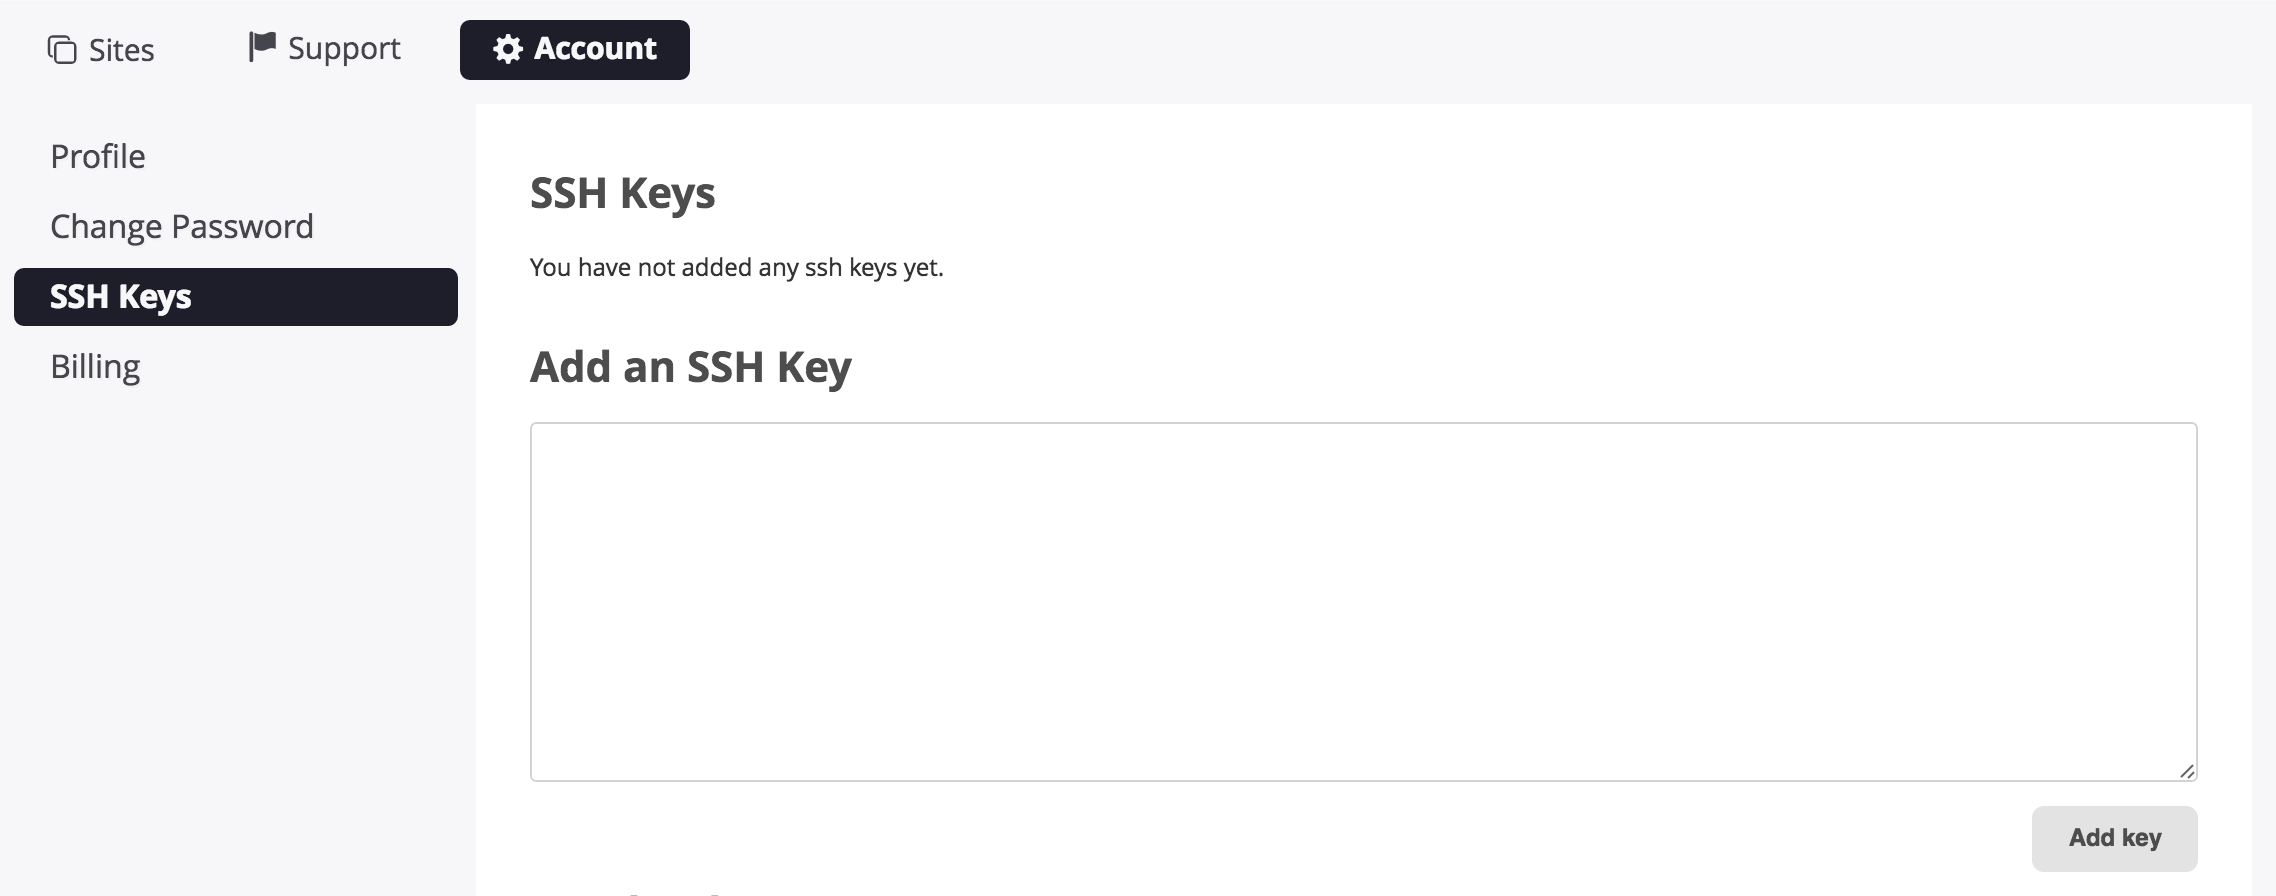 Sites
Support
Account
Profile
Change Password
SSH Keys
Billing
SSH Keys
You have not added any ssh keys yet.
Add an SSH Key
Add key